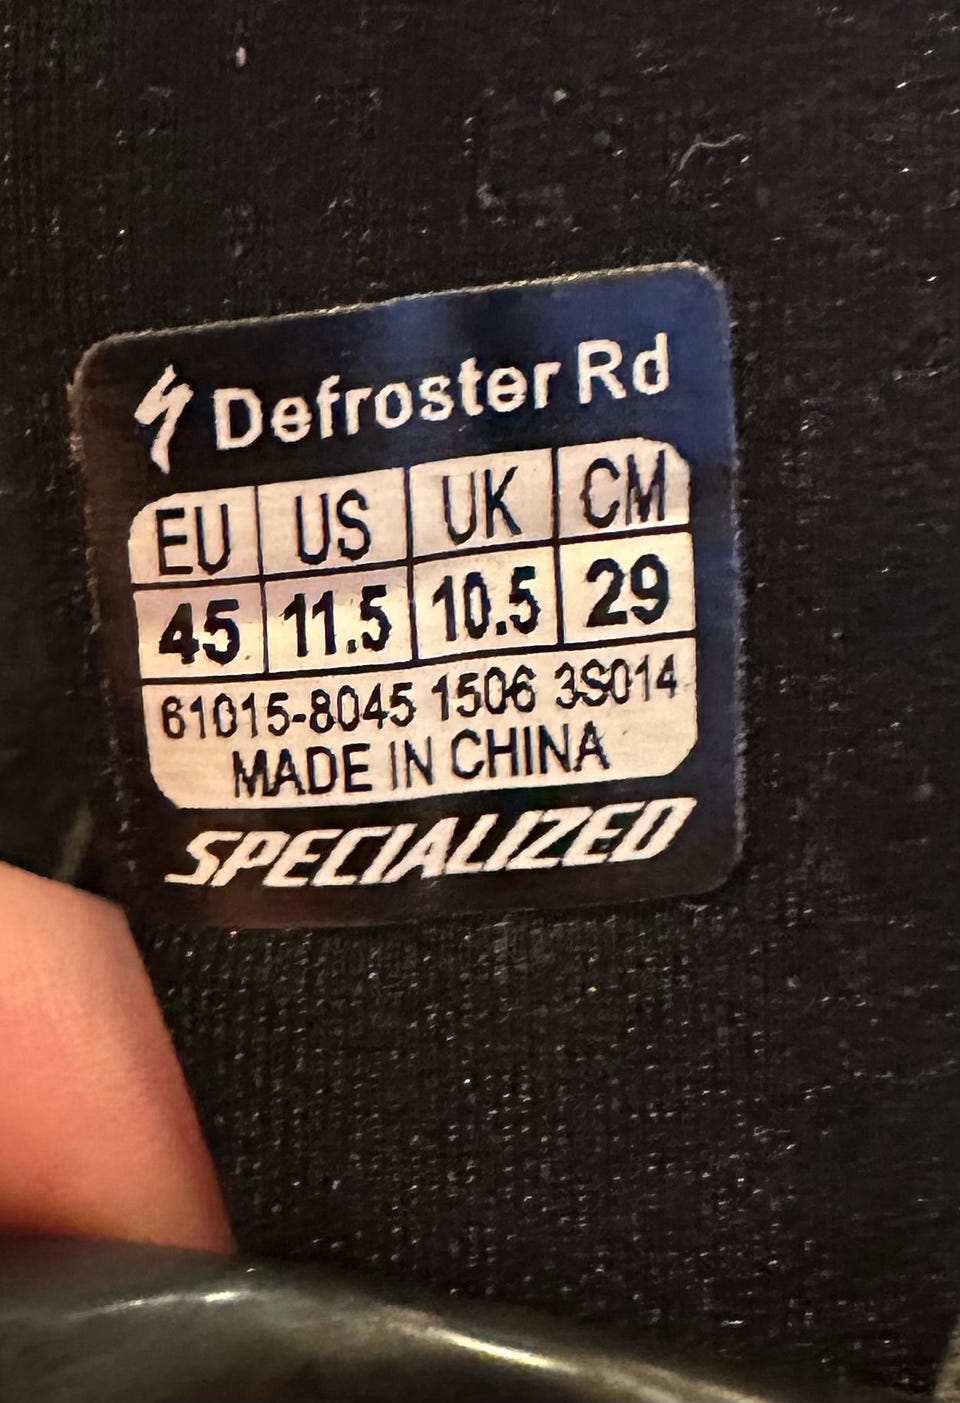 Defroster Rd
EU US UK CM
45 11.5 10.5 29
61015-8045 1506 3S014
MADE IN CHINA
SPECIALIZED